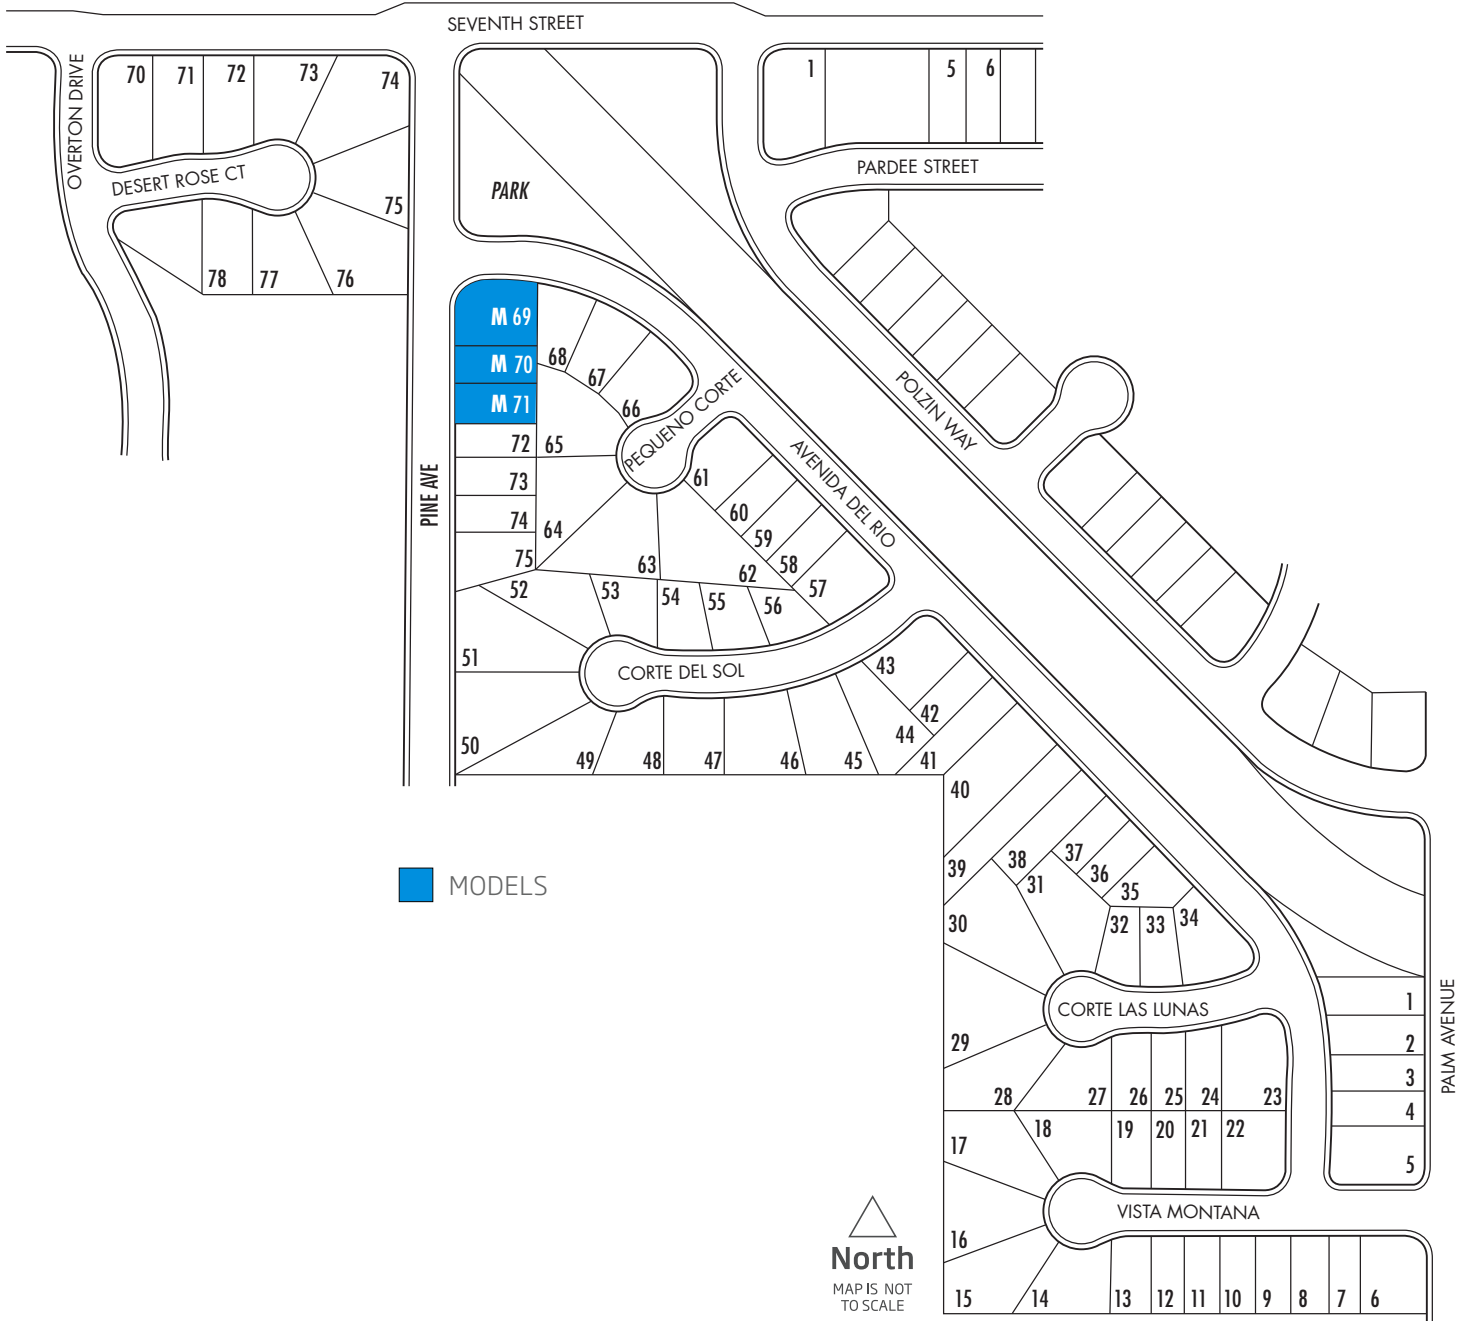 SEVENTH STREET
OVERTON DRIVE
70 71 72 73 74
1 5 6
PARDEE STREET
DESERT ROSE CT
PARK
75
78 77 76
M 69
M 70
M 71
68
67
66
PEQUENO CORTE
POLZIN WAY
72 65
PINE AVE
73
74 64
75
61
60
59
58
57
AVENIDA DEL RIO
63 62
52 53 54 55 56
51
CORTE DEL SOL
43
42
44
41
50 49 48 47 46 45
40
39 38 37 36 35
31
30 32 33 34
MODELS
CORTE LAS LUNAS
29
28 27 26 25 24 23
18 19 20 21 22
17
1
2
3
4
5
PALM AVENUE
VISTA MONTANA
16
15 14 13 12 11 10 9 8 7 6
North
MAP IS NOT
TO SCALE